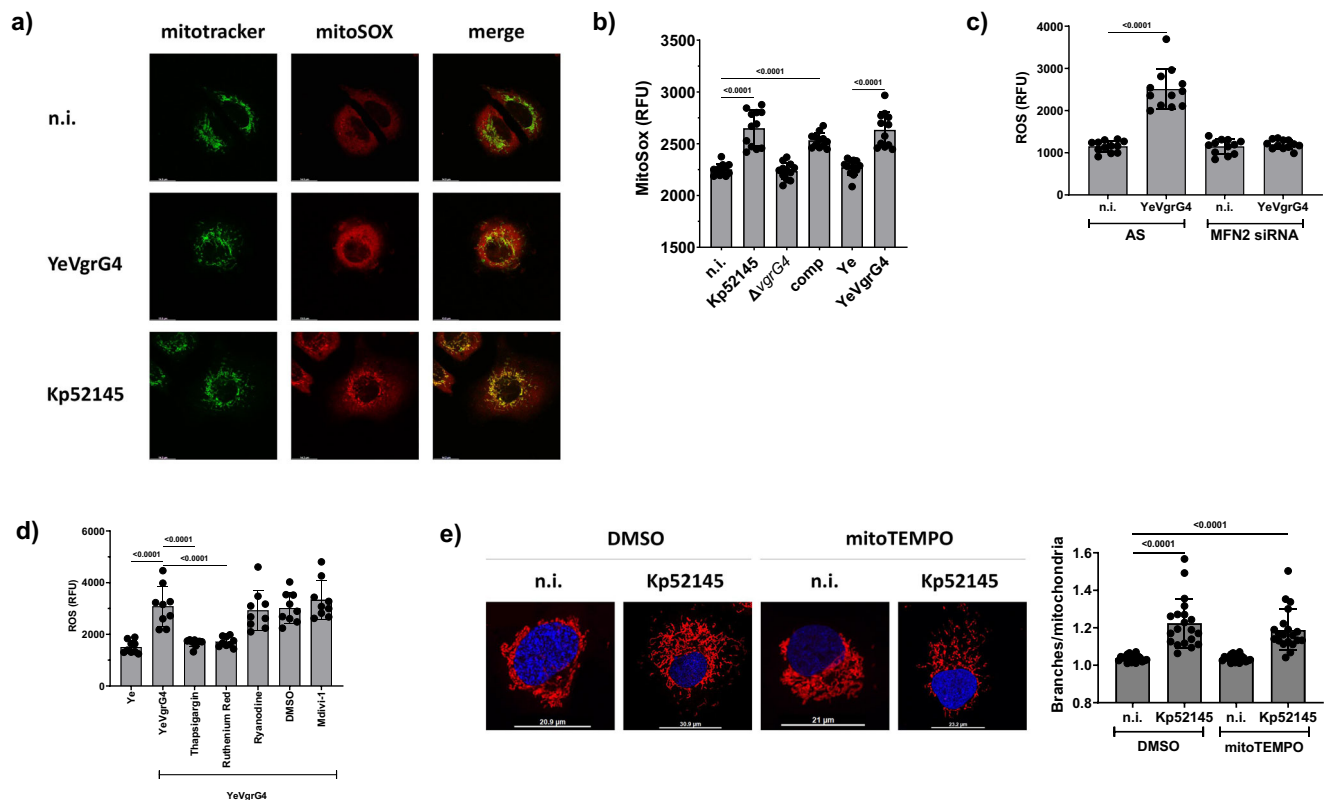 a)
mitotracker mitoSOX merge
n.i.
YeVgrG4
Kp52145
b)
MitoSox (RFU)
3500
3000
2500
2000
1500
<0.0001
<0.0001
<0.0001
n.i.
Kp52145
ΔvgrG4
comp
Ye
YeVgrG4
c)
ROS (RFU)
4000
3000
2000
1000
0
<0.0001
n.i. YeVgrG4 n.i. YeVgrG4
AS MFN2 siRNA
d)
ROS (RFU)
6000
4000
2000
0
<0.0001
<0.0001
<0.0001
Ye
YeVgrG4
Thapsigargin
Ruthenium Red
Ryanodine
DMSO
Mdivi-1
YeVgrG4
e)
DMSO mitoTEMPO
n.i. Kp52145 n.i. Kp52145
20.9 µm 30.9 µm 21 µm 23.2 µm
Branches/mitochondria
1.6
1.4
1.2
1.0
0.8
<0.0001
<0.0001
n.i. Kp52145 n.i. Kp52145
DMSO mitoTEMPO